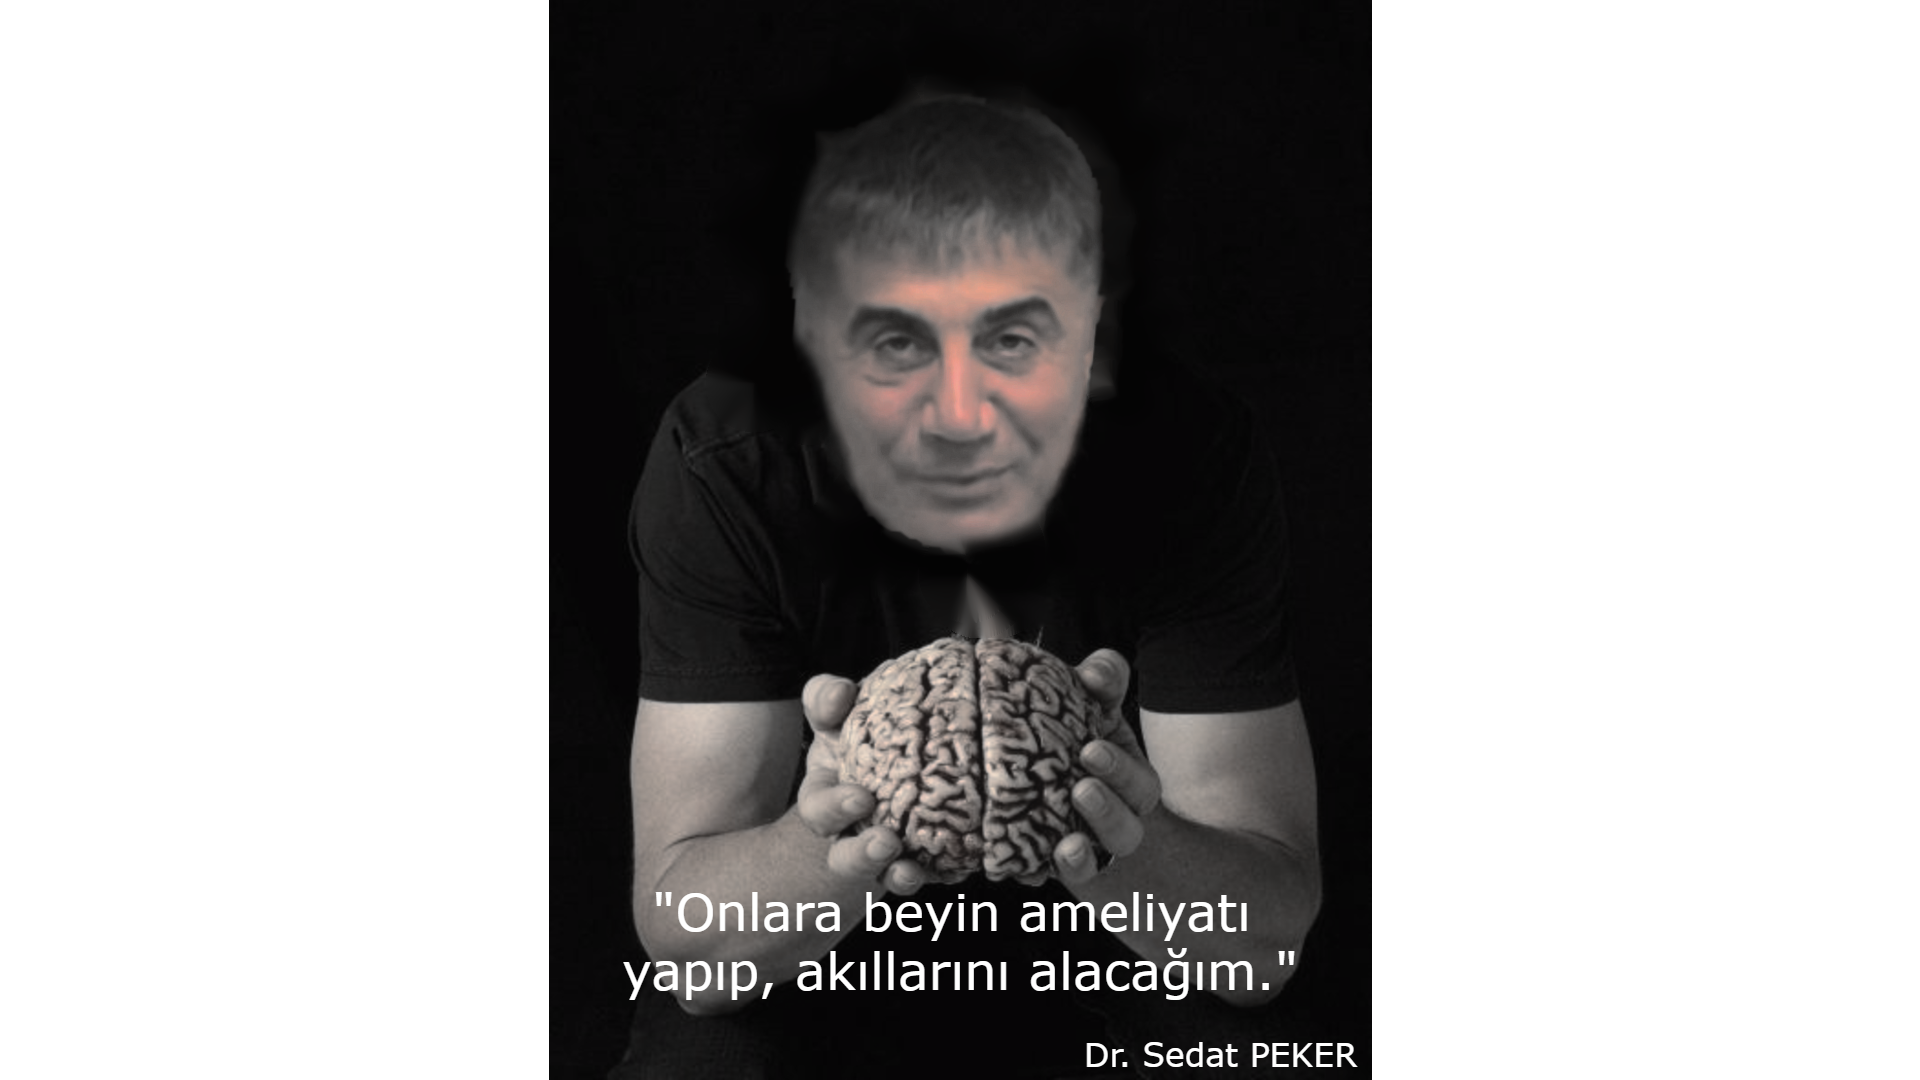 "Onlara beyin ameliyatı
yapıp, akıllarını alacağım."
Dr. Sedat PEKER